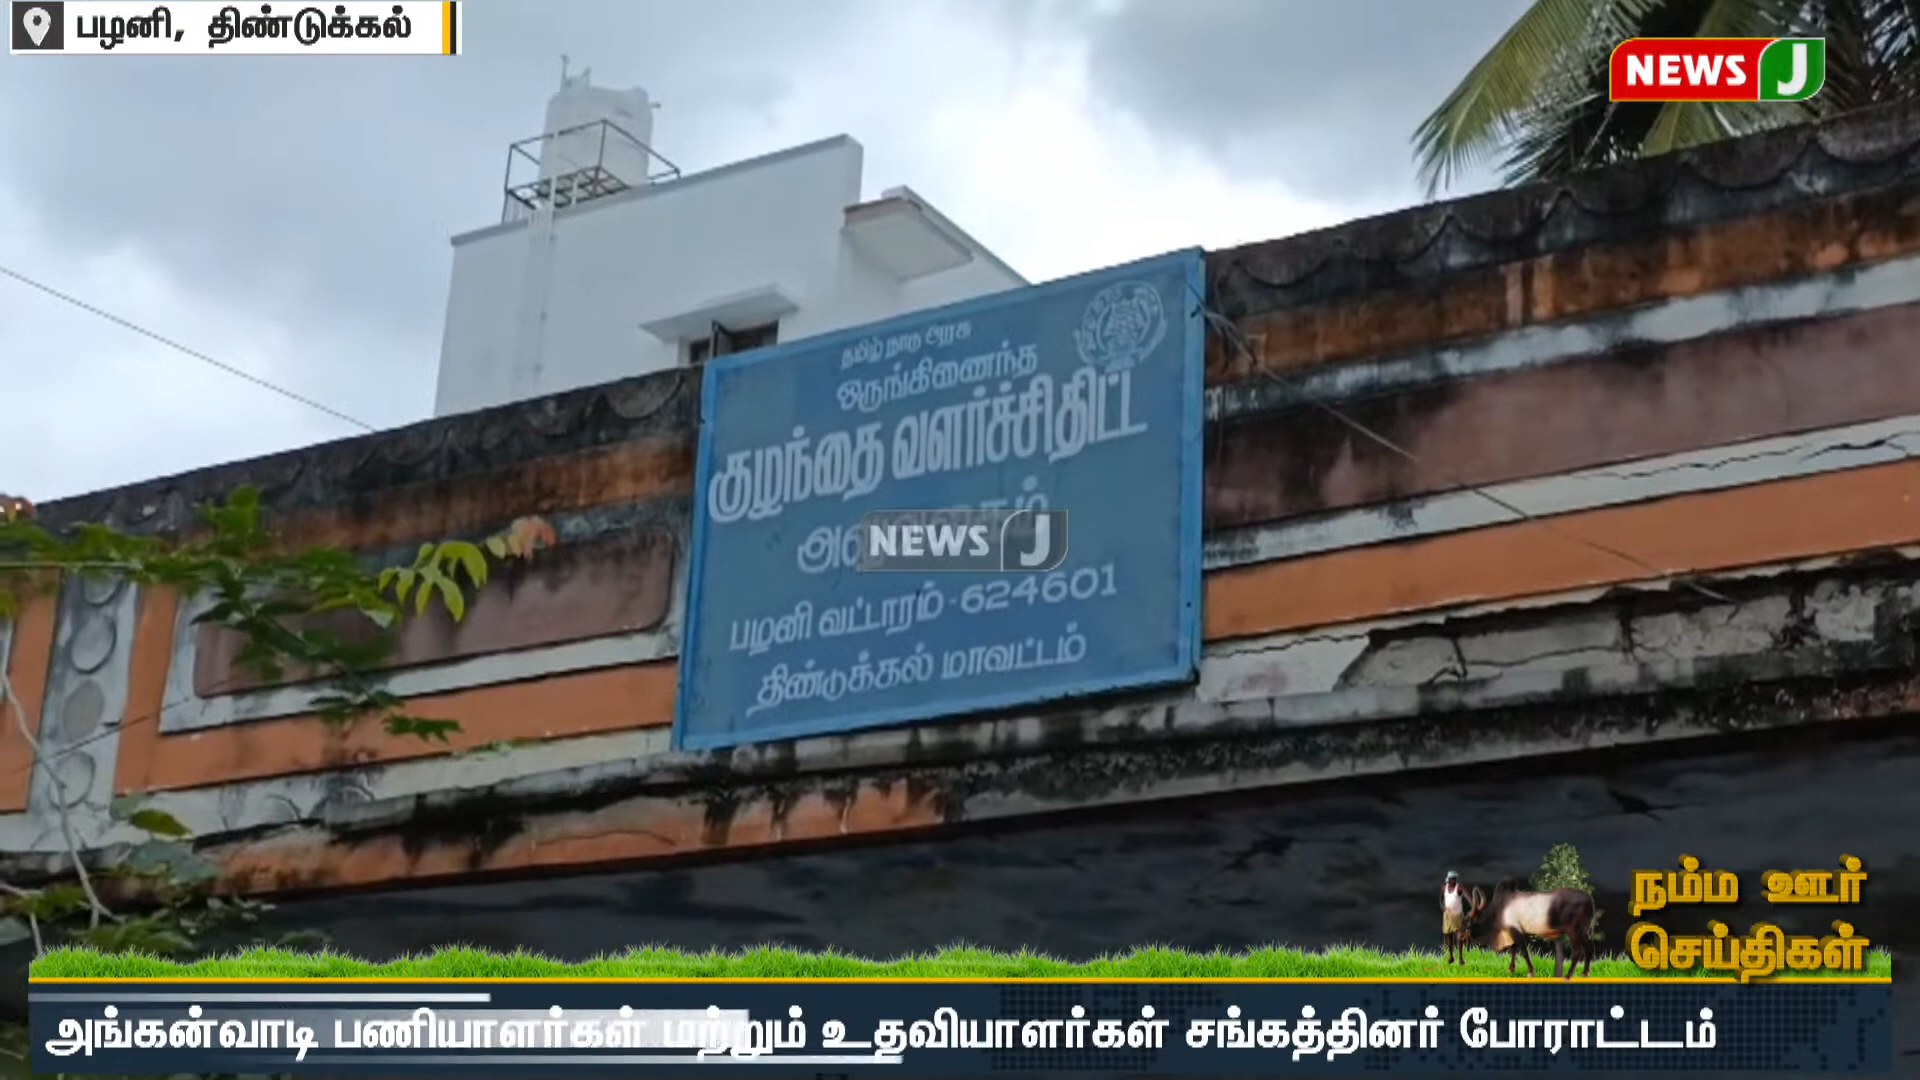 பழனி, திண்டுக்கல்
NEWS J
தமிழ் நாடு அரசு
ஒருங்கிணைந்த
குழந்தை வளர்ச்சிதிட்ட
NEWS J
பழனி வட்டாரம் - 624601
திண்டுக்கல் மாவட்டம்
நம்ம ஊர்
செய்திகள்
அங்கன்வாடி பணியாளர்கள் மற்றும் உதவியாளர்கள் சங்கத்தினர் போராட்டம்